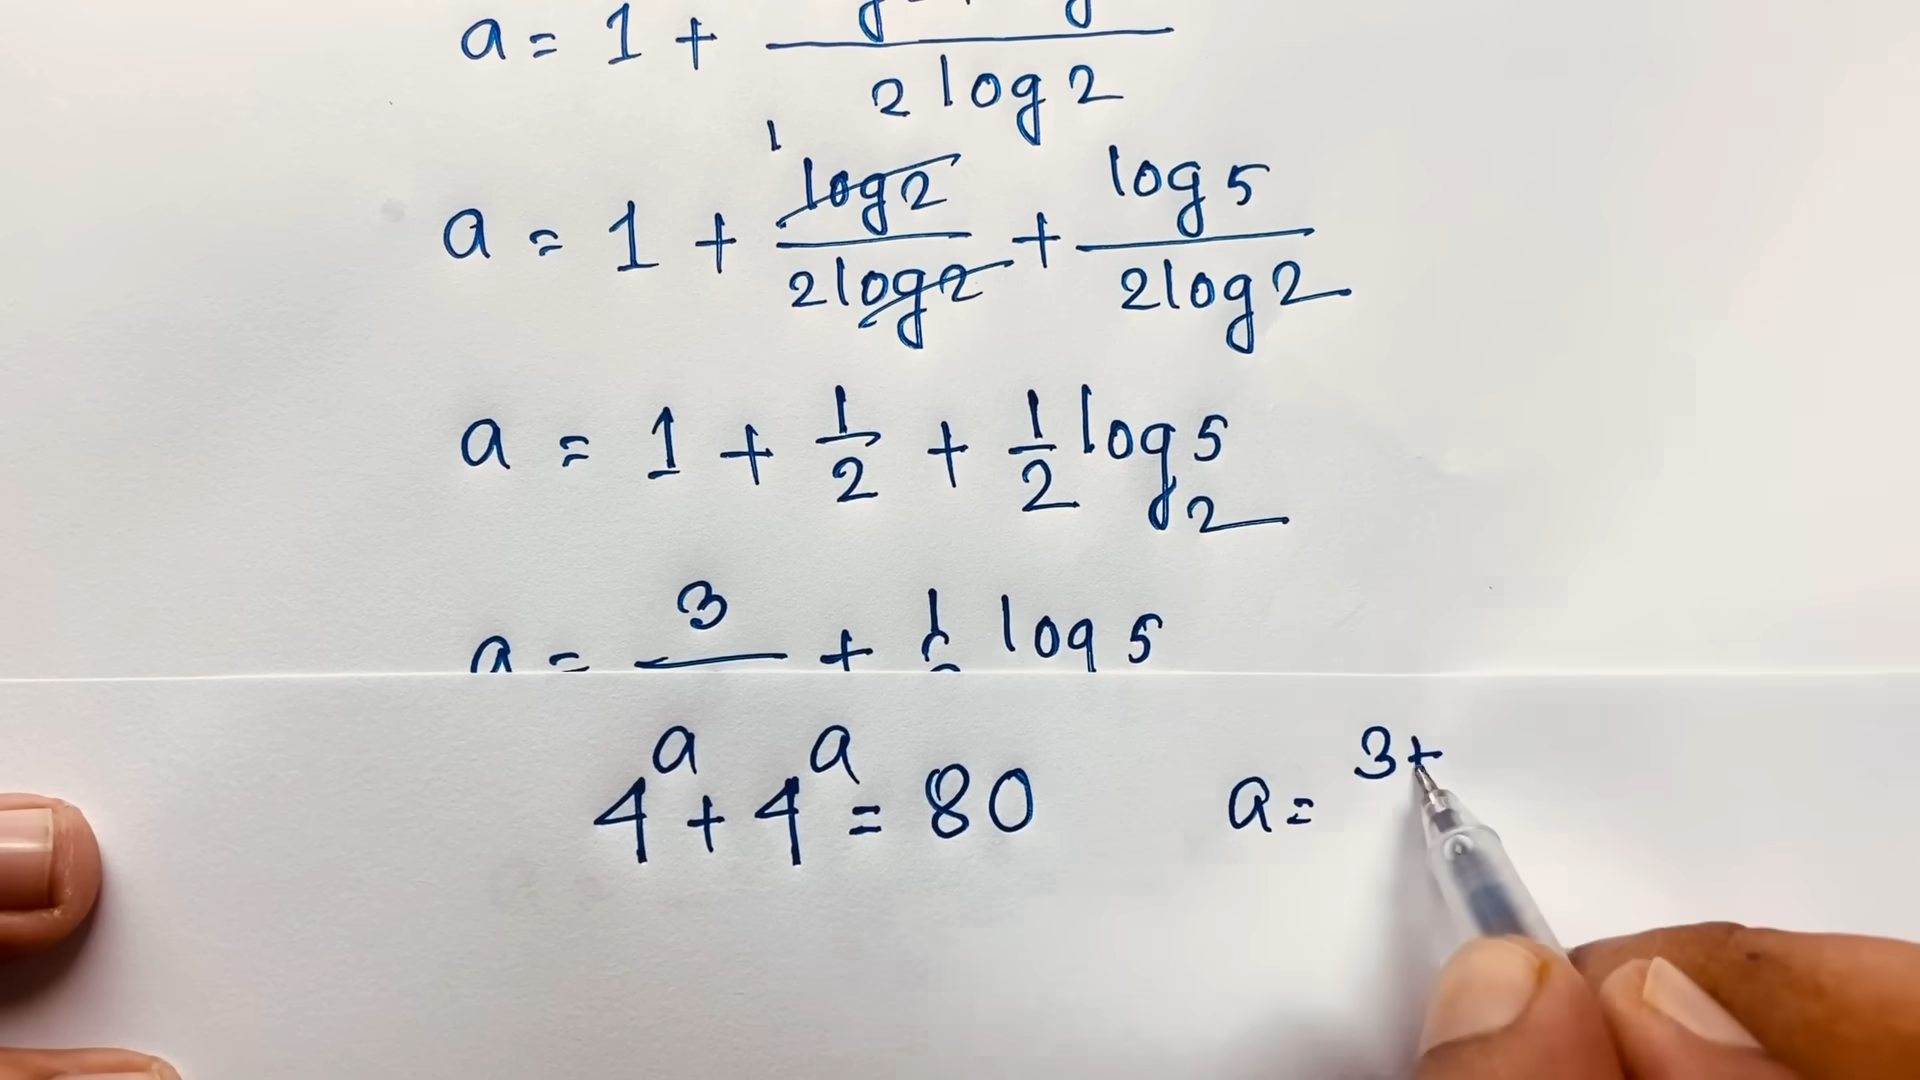 a = 1 + 2 log 2
1
a = 1 + log 2 / 2 log 2 + log 5 / 2 log 2
a = 1 + 1/2 + 1/2 log₂ 5
a = 3 + 1 log 5
4^a + 4^a = 80 a = 3+